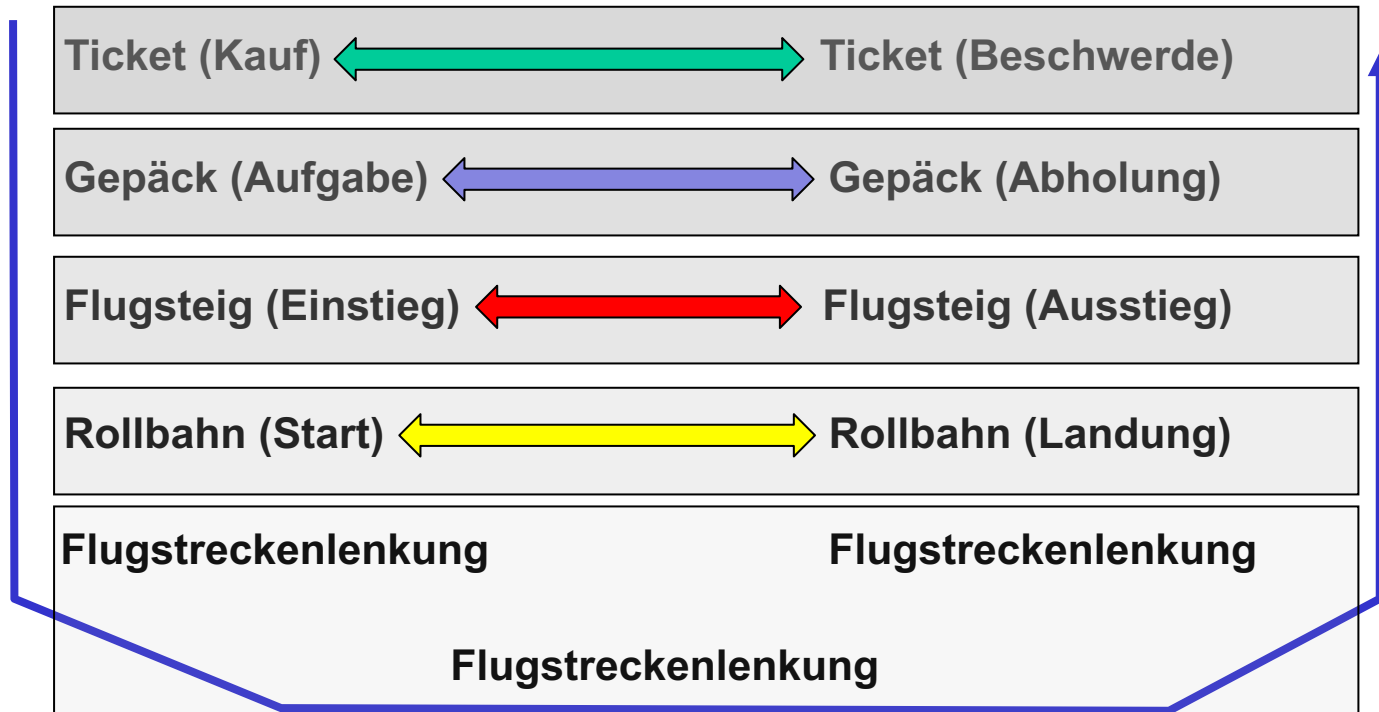 Ticket (Kauf) Ticket (Beschwerde)
Gepäck (Aufgabe) Gepäck (Abholung)
Flugsteig (Einstieg) Flugsteig (Ausstieg)
Rollbahn (Start) Rollbahn (Landung)
Flugstreckenlenkung Flugstreckenlenkung
Flugstreckenlenkung